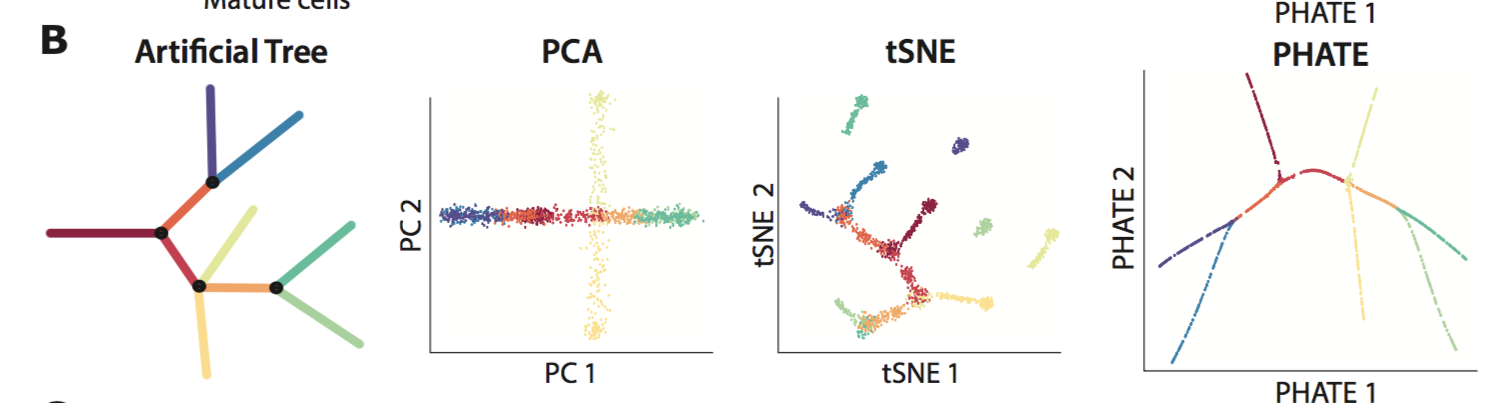 Mature cells
PHATE 1
B
Artificial Tree
PCA
tSNE
PHATE
PC 2
tSNE 2
PHATE 2
PC 1
tSNE 1
PHATE 1